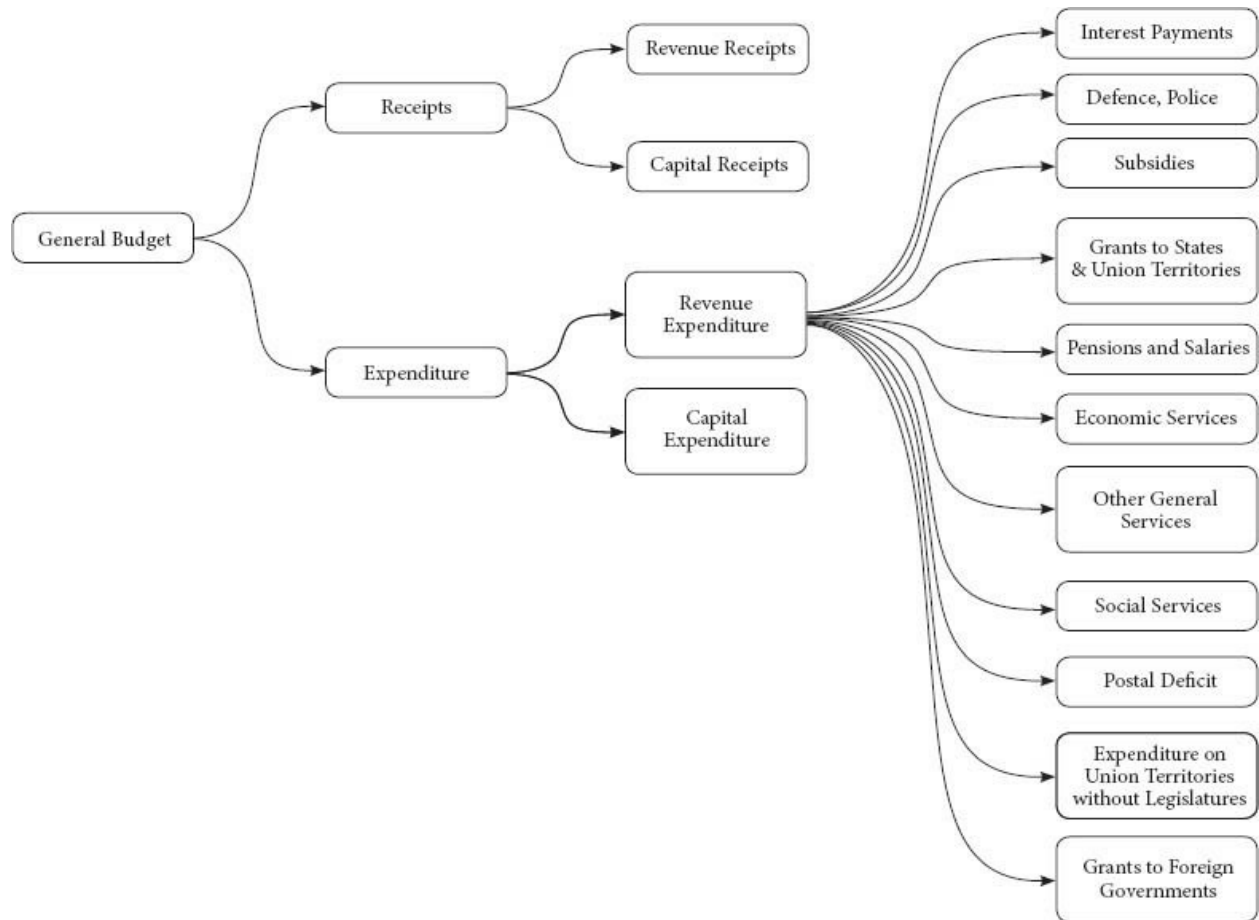 General Budget
Receipts
Revenue Receipts
Capital Receipts
Expenditure
Revenue
Expenditure
Capital
Expenditure
Interest Payments
Defence, Police
Subsidies
Grants to States
& Union Territories
Pensions and Salaries
Economic Services
Other General
Services
Social Services
Postal Deficit
Expenditure on
Union Territories
without Legislatures
Grants to Foreign
Governments